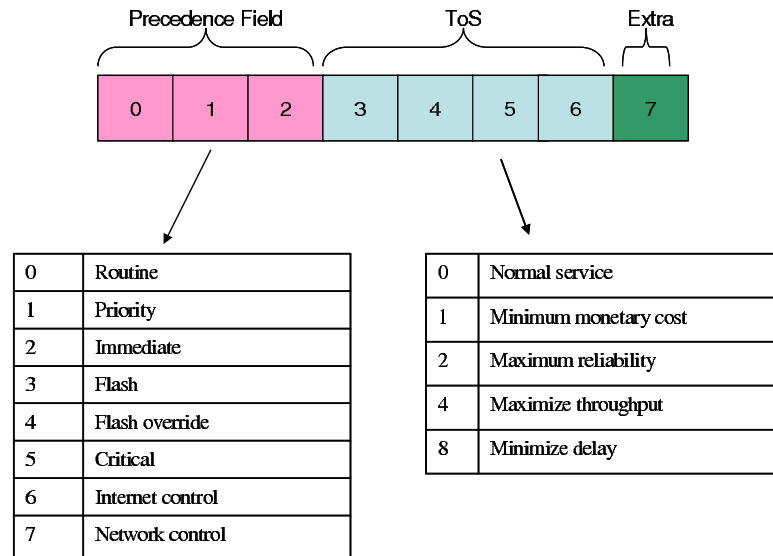 Precedence Field ToS Extra
0 1 2 3 4 5 6 7
0 Routine
1 Priority
2 Immediate
3 Flash
4 Flash override
5 Critical
6 Internet control
7 Network control
0 Normal service
1 Minimum monetary cost
2 Maximum reliability
4 Maximize throughput
8 Minimize delay